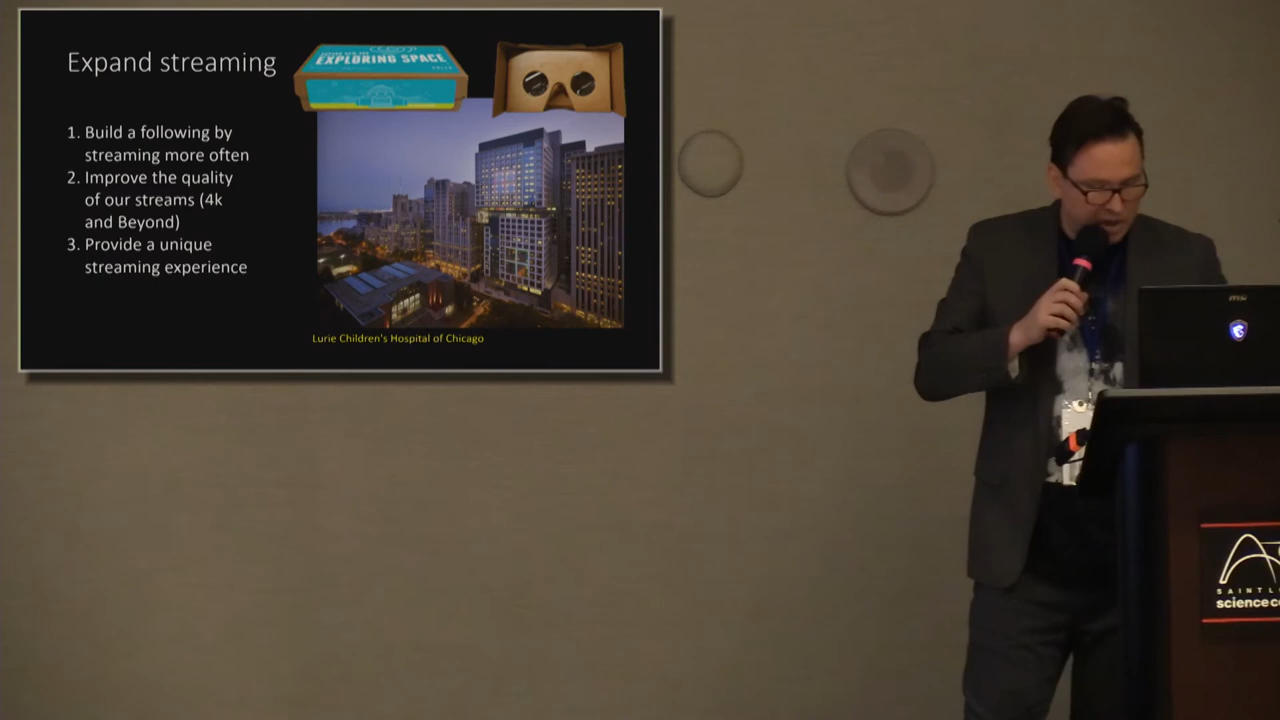 Expand streaming
EXPLORING SPACE
1. Build a following by
streaming more often
2. Improve the quality
of our streams (4k
and Beyond)
3. Provide a unique
streaming experience
Lurie Children's Hospital of Chicago
msi
SAINT L
science c